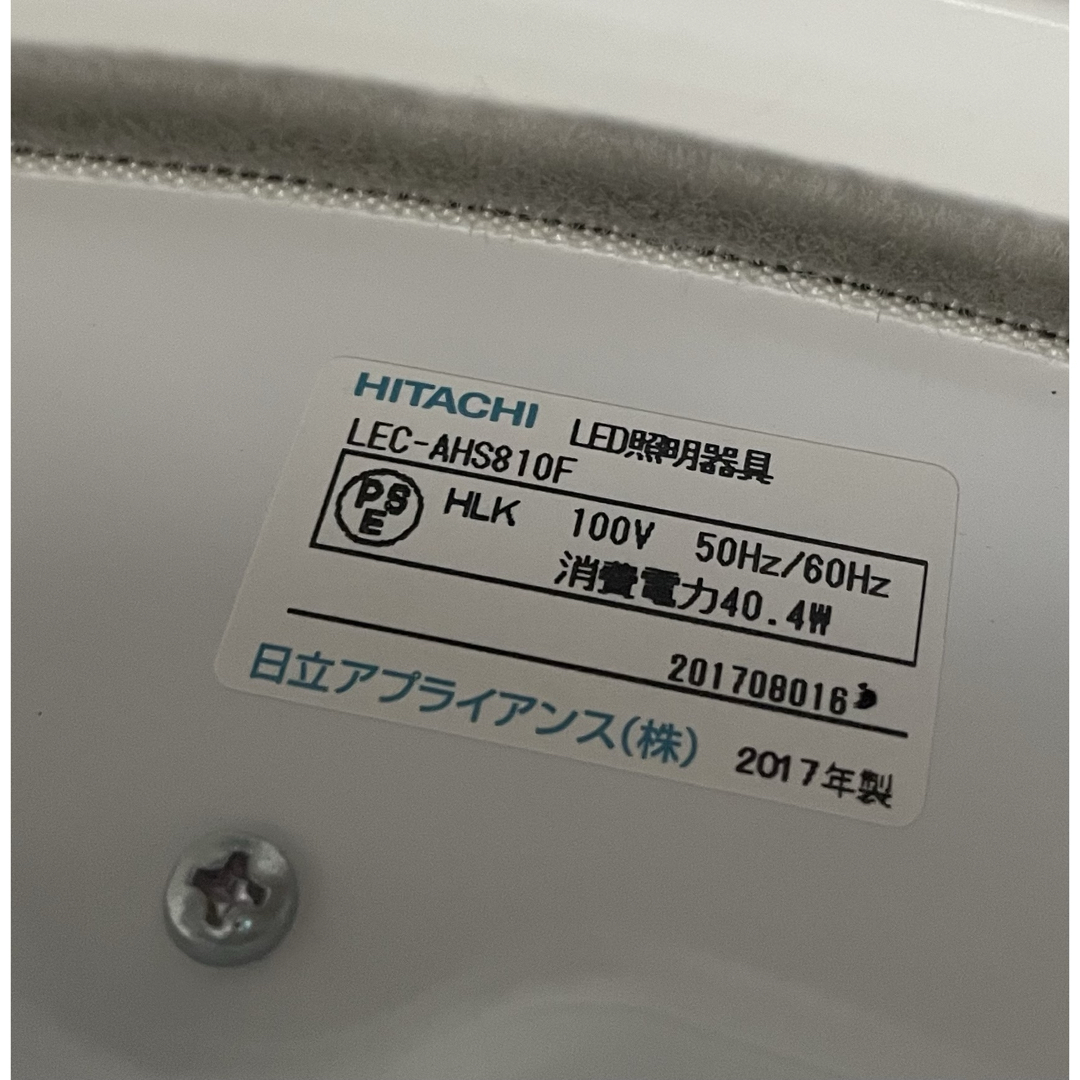 HITACHI LED照明器具
LEC-AHS810F
PSE HLK 100V 50Hz/60Hz
消費電力40.4W
201708016
日立アプライアンス(株) 2017年製